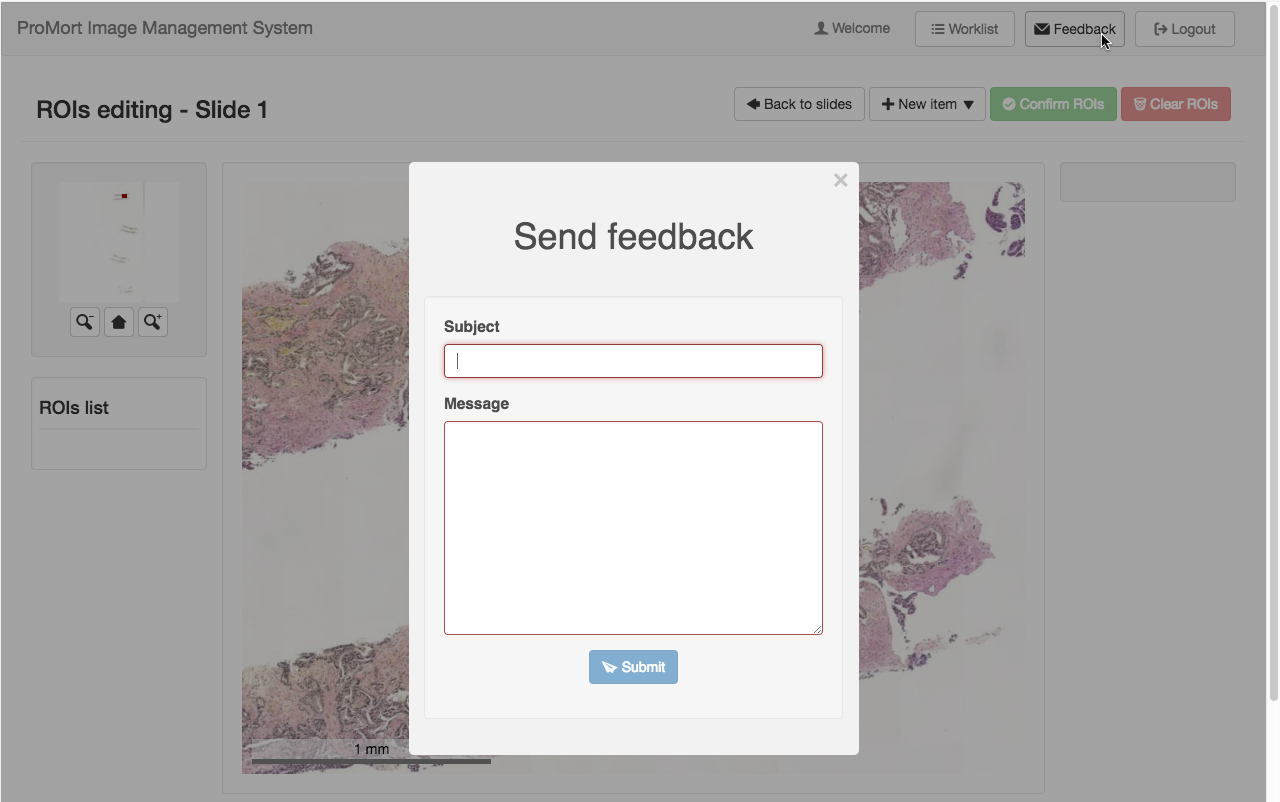 ProMort Image Management System
Welcome
Worklist
Feedback
Logout
ROIs editing - Slide 1
Back to slides
New item
Confirm ROIs
Clear ROIs
×
Send feedback
Subject
Message
Submit
ROIs list
1 mm